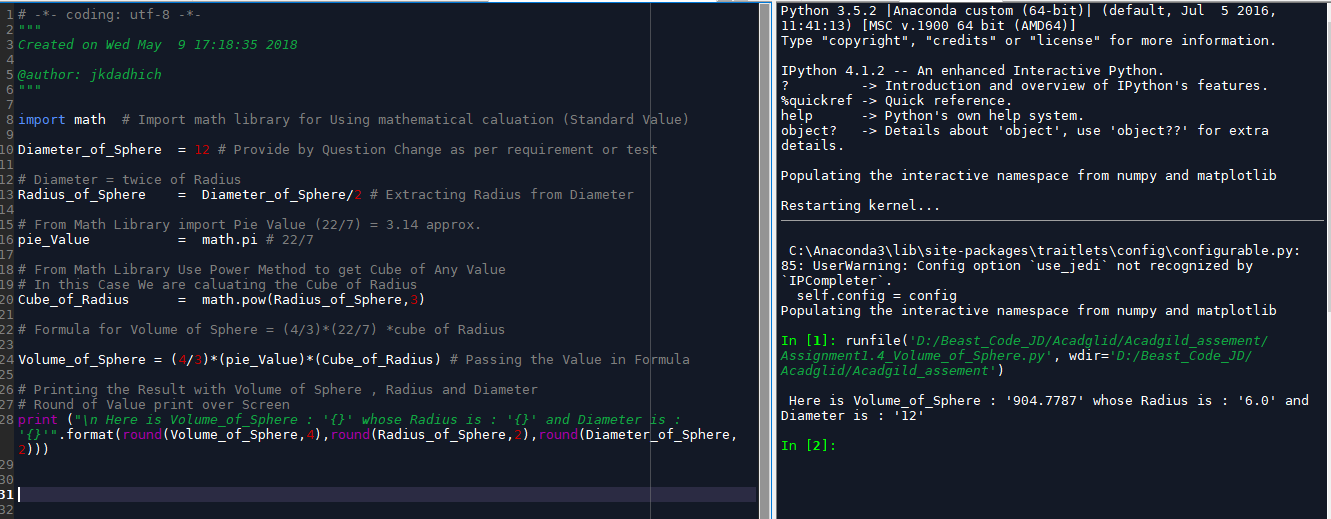 1 # -*- coding: utf-8 -*-
2 """
3 Created on Wed May  9 17:18:35 2018
4
5 @author: jkdadhich
6 """
7
8 import math  # Import math library for Using mathematical caluation (Standard Value)
9
10 Diameter_of_Sphere  = 12 # Provide by Question Change as per requirement or test
11
12 # Diameter = twice of Radius
13 Radius_of_Sphere    =  Diameter_of_Sphere/2 # Extracting Radius from Diameter
14
15 # From Math Library import Pie Value (22/7) = 3.14 approx.
16 pie_Value           =  math.pi # 22/7
17
18 # From Math Library Use Power Method to get Cube of Any Value
19 # In this Case We are caluating the Cube of Radius
20 Cube_of_Radius      =  math.pow(Radius_of_Sphere,3)
21
22 # Formula for Volume of Sphere = (4/3)*(22/7) *cube of Radius
23
24 Volume_of_Sphere = (4/3)*(pie_Value)*(Cube_of_Radius) # Passing the Value in Formula
25
26 # Printing the Result with Volume of Sphere , Radius and Diameter
27 # Round of Value print over Screen
28 print ("\n Here is Volume_of_Sphere : '{}' whose Radius is : '{}' and Diameter is :
'{}'".format(round(Volume_of_Sphere,4),round(Radius_of_Sphere,2),round(Diameter_of_Sphere,
2)))
29
30
31
32
Python 3.5.2 |Anaconda custom (64-bit)| (default, Jul  5 2016,
11:41:13) [MSC v.1900 64 bit (AMD64)]
Type "copyright", "credits" or "license" for more information.

IPython 4.1.2 -- An enhanced Interactive Python.
?         -> Introduction and overview of IPython's features.
%quickref -> Quick reference.
help      -> Python's own help system.
object?   -> Details about 'object', use 'object??' for extra
details.

Populating the interactive namespace from numpy and matplotlib

Restarting kernel...

C:\Anaconda3\lib\site-packages\traitlets\config\configurable.py:
85: UserWarning: Config option `use_jedi` not recognized by
`IPCompleter`.
  self.config = config
Populating the interactive namespace from numpy and matplotlib

In [1]: runfile('D:/Beast_Code_JD/Acadglid/Acadgild_assement/
Assignment1.4_Volume_of_Sphere.py', wdir='D:/Beast_Code_JD/
Acadglid/Acadgild_assement')

 Here is Volume_of_Sphere : '904.7787' whose Radius is : '6.0' and
Diameter is : '12'

In [2]: